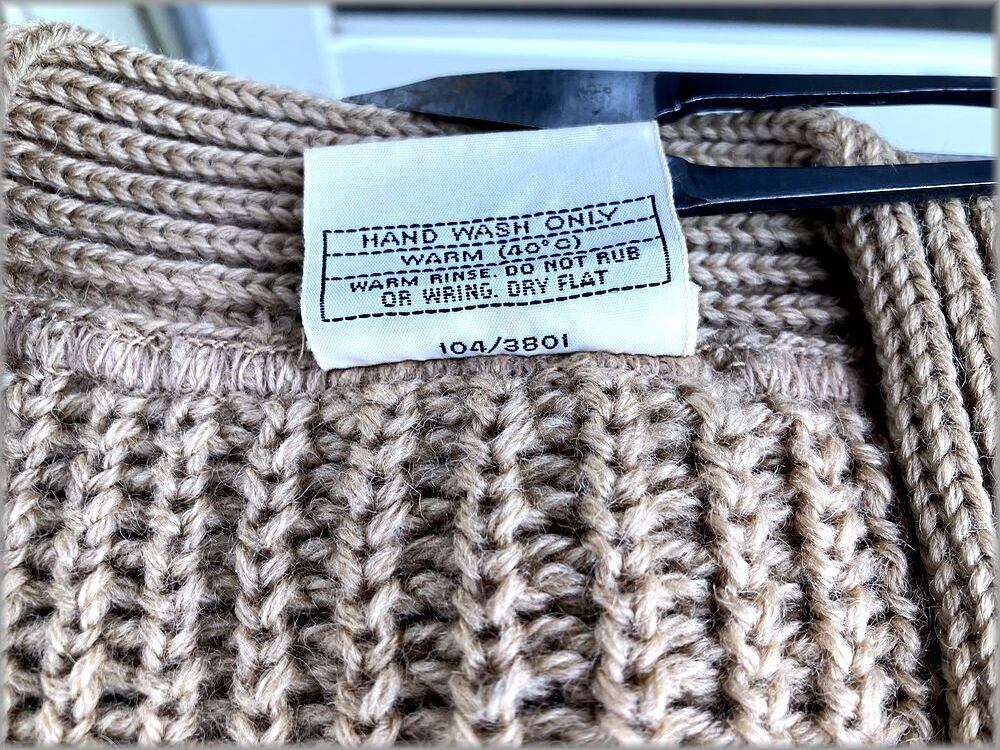 HAND WASH ONLY
WARM (40°C)
WARM RINSE. DO NOT RUB
OR WRING. DRY FLAT
104/3801